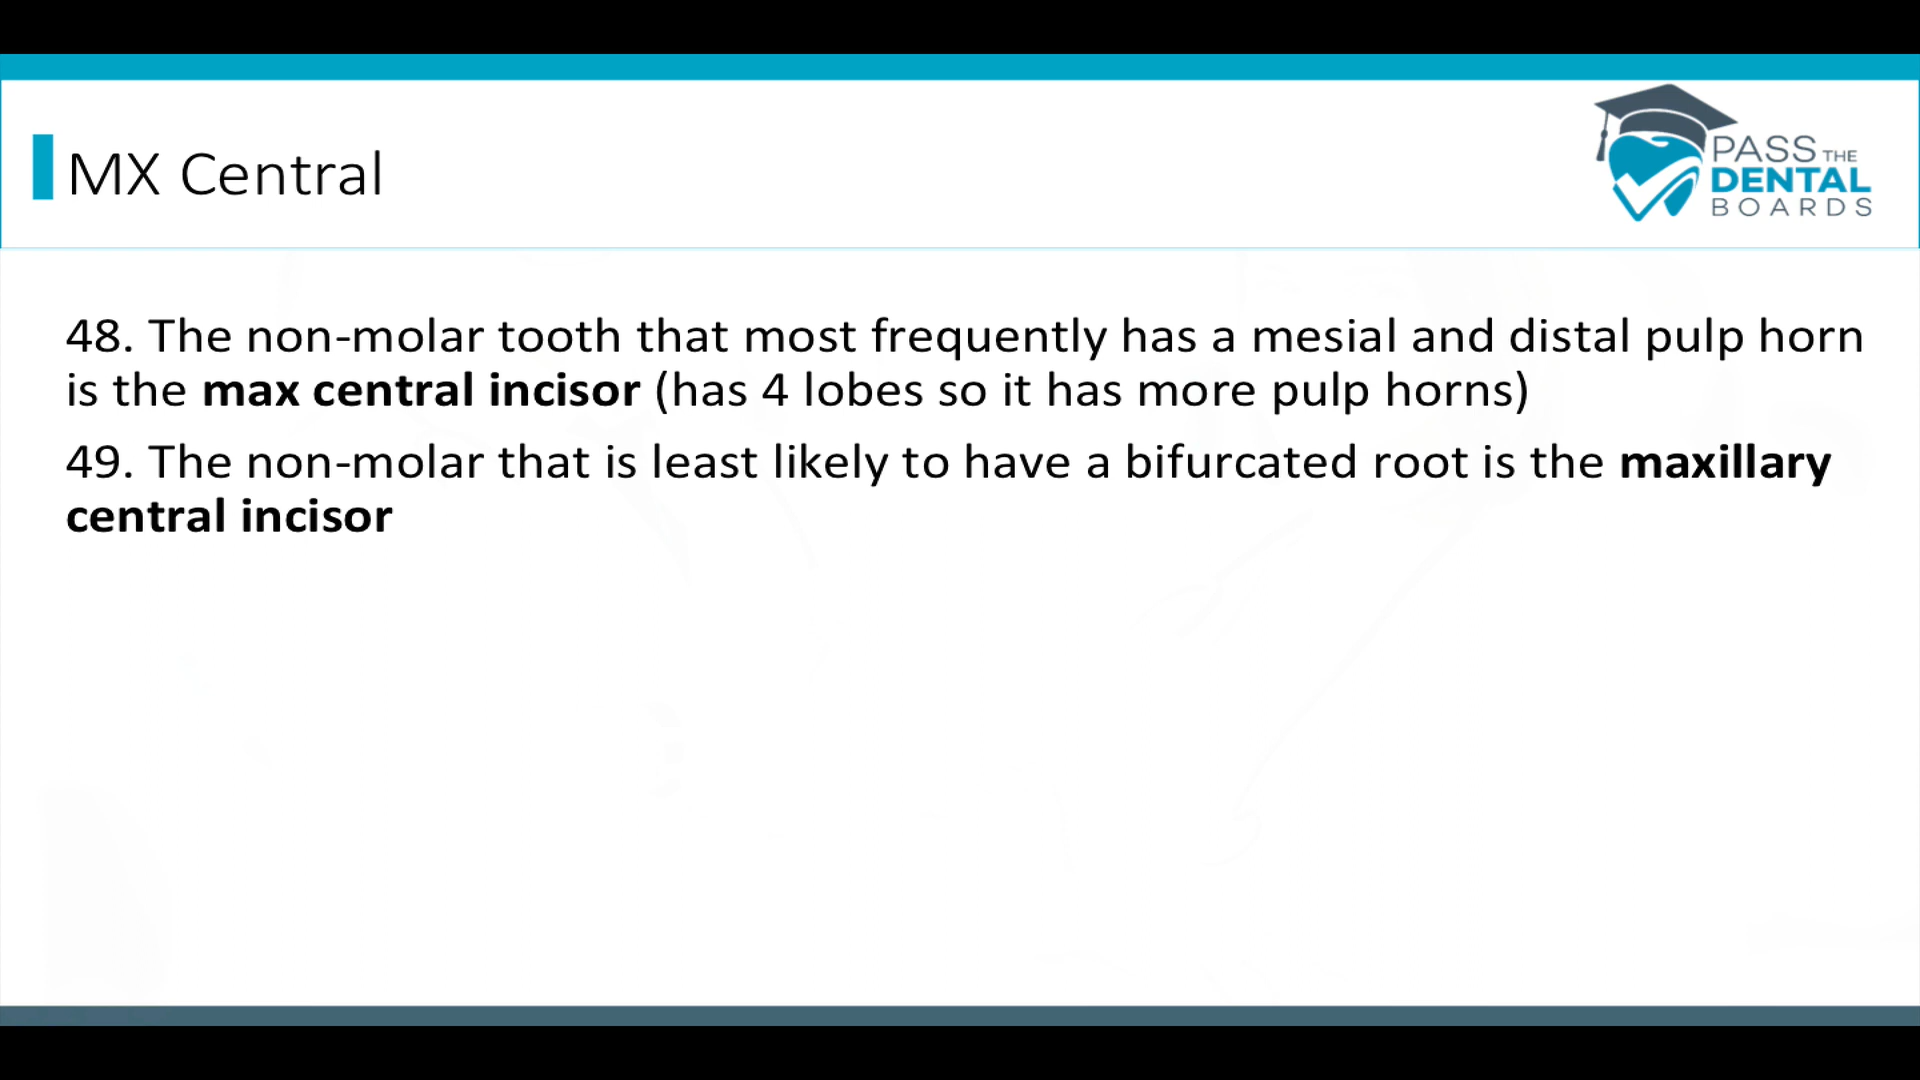 MX Central
PASS THE
DENTAL
BOARDS
48. The non-molar tooth that most frequently has a mesial and distal pulp horn
is the max central incisor (has 4 lobes so it has more pulp horns)
49. The non-molar that is least likely to have a bifurcated root is the maxillary
central incisor